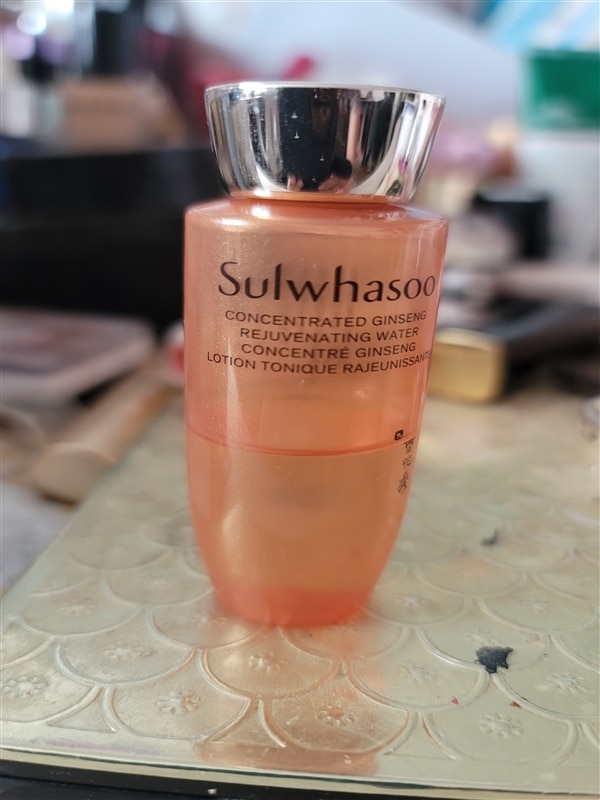 Sulwhasoo
CONCENTRATED GINSENG
REJUVENATING WATER
CONCENTRÉ GINSENG
LOTION TONIQUE RAJEUNISSANTE